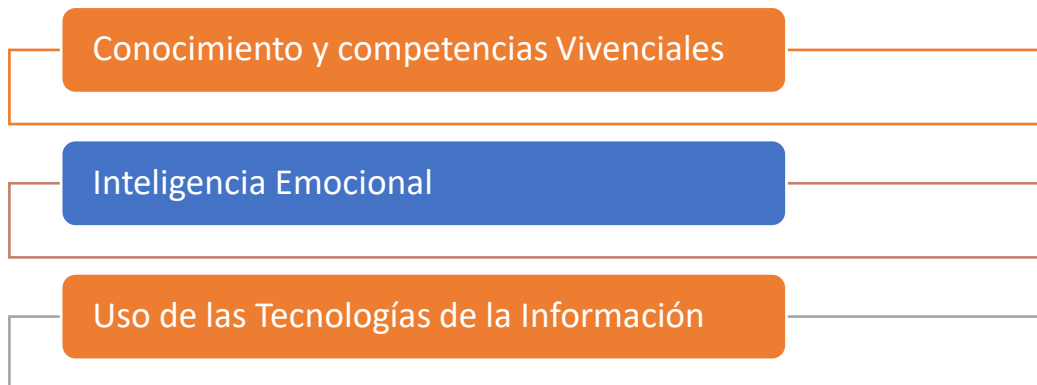 Conocimiento y competencias Vivenciales
Inteligencia Emocional
Uso de las Tecnologías de la Información